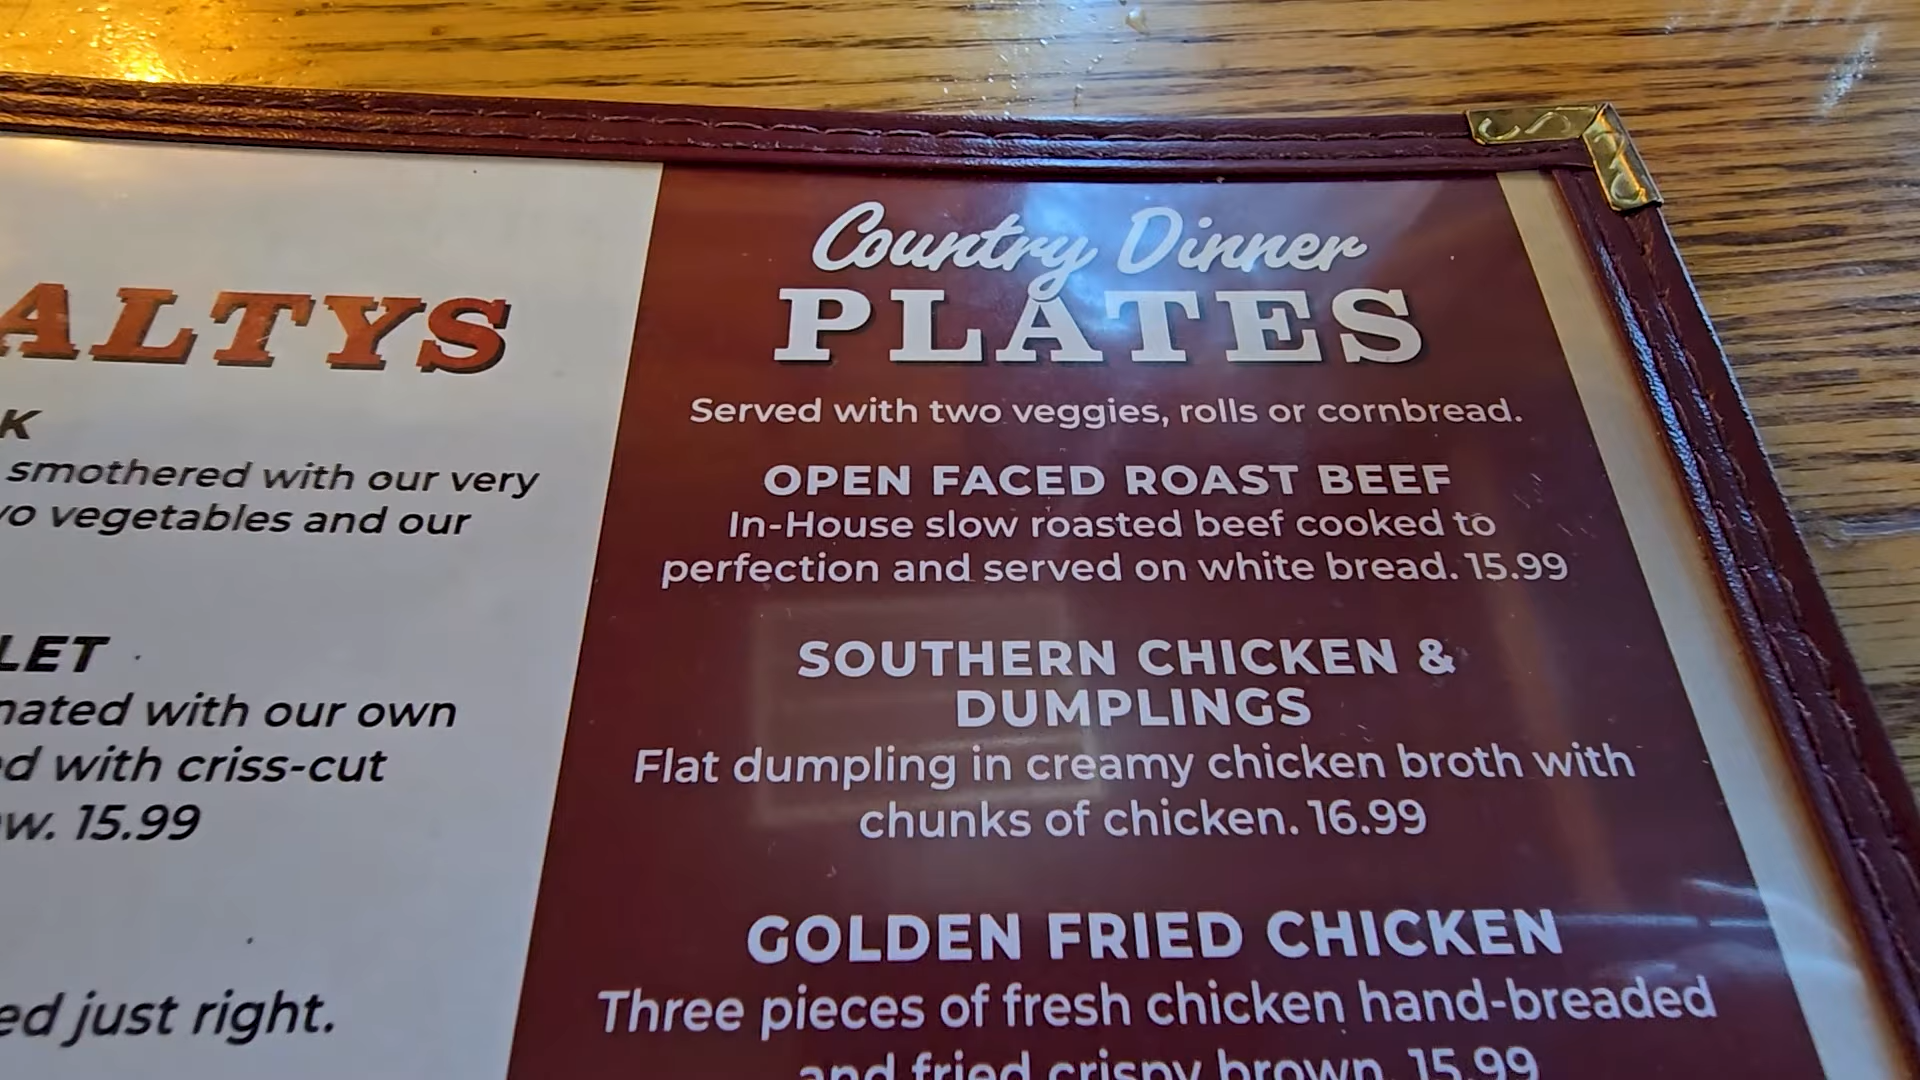 ALTYS
K
smothered with our very
vegetables and our
LET
with our own
with criss-cut
15.99
just right.
Country Dinner
PLATES
Served with two veggies, rolls or cornbread.
OPEN FACED ROAST BEEF
In-House slow roasted beef cooked to
perfection and served on white bread. 15.99
SOUTHERN CHICKEN &
DUMPLINGS
Flat dumpling in creamy chicken broth with
chunks of chicken. 16.99
GOLDEN FRIED CHICKEN
Three pieces of fresh chicken hand-breaded
and fried crispy brown. 15.99